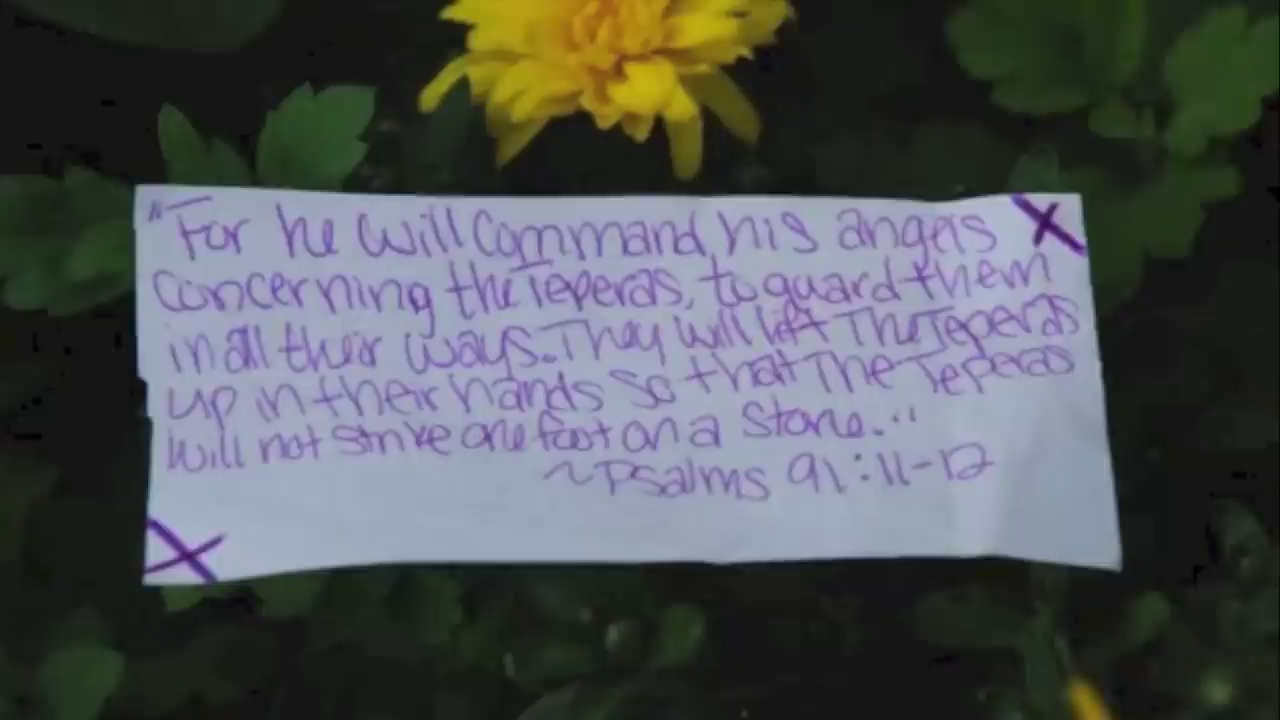 "For he will Command his angels
concerning the Teperas, to guard them
in all their ways. They will lift The Teperas
up in their hands so that The Teperas
will not strike one foot on a stone."
~Psalms 91:11-12